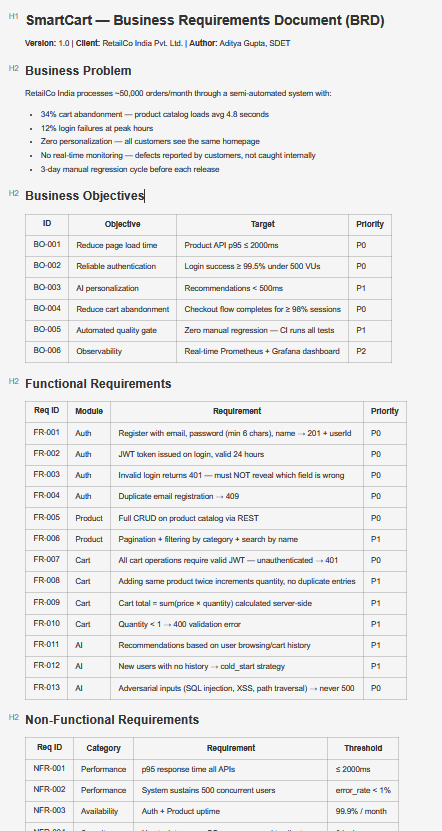 H1 SmartCart — Business Requirements Document (BRD)
Version: 1.0 | Client: RetailCo India Pvt. Ltd. | Author: Aditya Gupta, SDET
H2 Business Problem
RetailCo India processes ~50,000 orders/month through a semi-automated system with:
• 34% cart abandonment — product catalog loads avg 4.8 seconds
• 12% login failures at peak hours
• Zero personalization — all customers see the same homepage
• No real-time monitoring — defects reported by customers, not caught internally
• 3-day manual regression cycle before each release
H2 Business Objectives
ID Objective Target Priority
BO-001 Reduce page load time Product API p95 ≤ 2000ms P0
BO-002 Reliable authentication Login success ≥ 99.5% under 500 VUs P0
BO-003 AI personalization Recommendations < 500ms P1
BO-004 Reduce cart abandonment Checkout flow completes for ≥ 98% sessions P0
BO-005 Automated quality gate Zero manual regression — CI runs all tests P1
BO-006 Observability Real-time Prometheus + Grafana dashboard P2
H2 Functional Requirements
Req ID Module Requirement Priority
FR-001 Auth Register with email, password (min 6 chars), name → 201 + userId P0
FR-002 Auth JWT token issued on login, valid 24 hours P0
FR-003 Auth Invalid login returns 401 — must NOT reveal which field is wrong P0
FR-004 Auth Duplicate email registration → 409 P0
FR-005 Product Full CRUD on product catalog via REST P0
FR-006 Product Pagination + filtering by category + search by name P1
FR-007 Cart All cart operations require valid JWT — unauthenticated → 401 P0
FR-008 Cart Adding same product twice increments quantity, no duplicate entries P1
FR-009 Cart Cart total = sum(price × quantity) calculated server-side P1
FR-010 Cart Quantity < 1 → 400 validation error P1
FR-011 AI Recommendations based on user browsing/cart history P1
FR-012 AI New users with no history → cold_start strategy P1
FR-013 AI Adversarial inputs (SQL injection, XSS, path traversal) → never 500 P0
H2 Non-Functional Requirements
Req ID Category Requirement Threshold
NFR-001 Performance p95 response time all APIs ≤ 2000ms
NFR-002 Performance System sustains 500 concurrent users error_rate < 1%
NFR-003 Availability Auth + Product uptime 99.9% / month